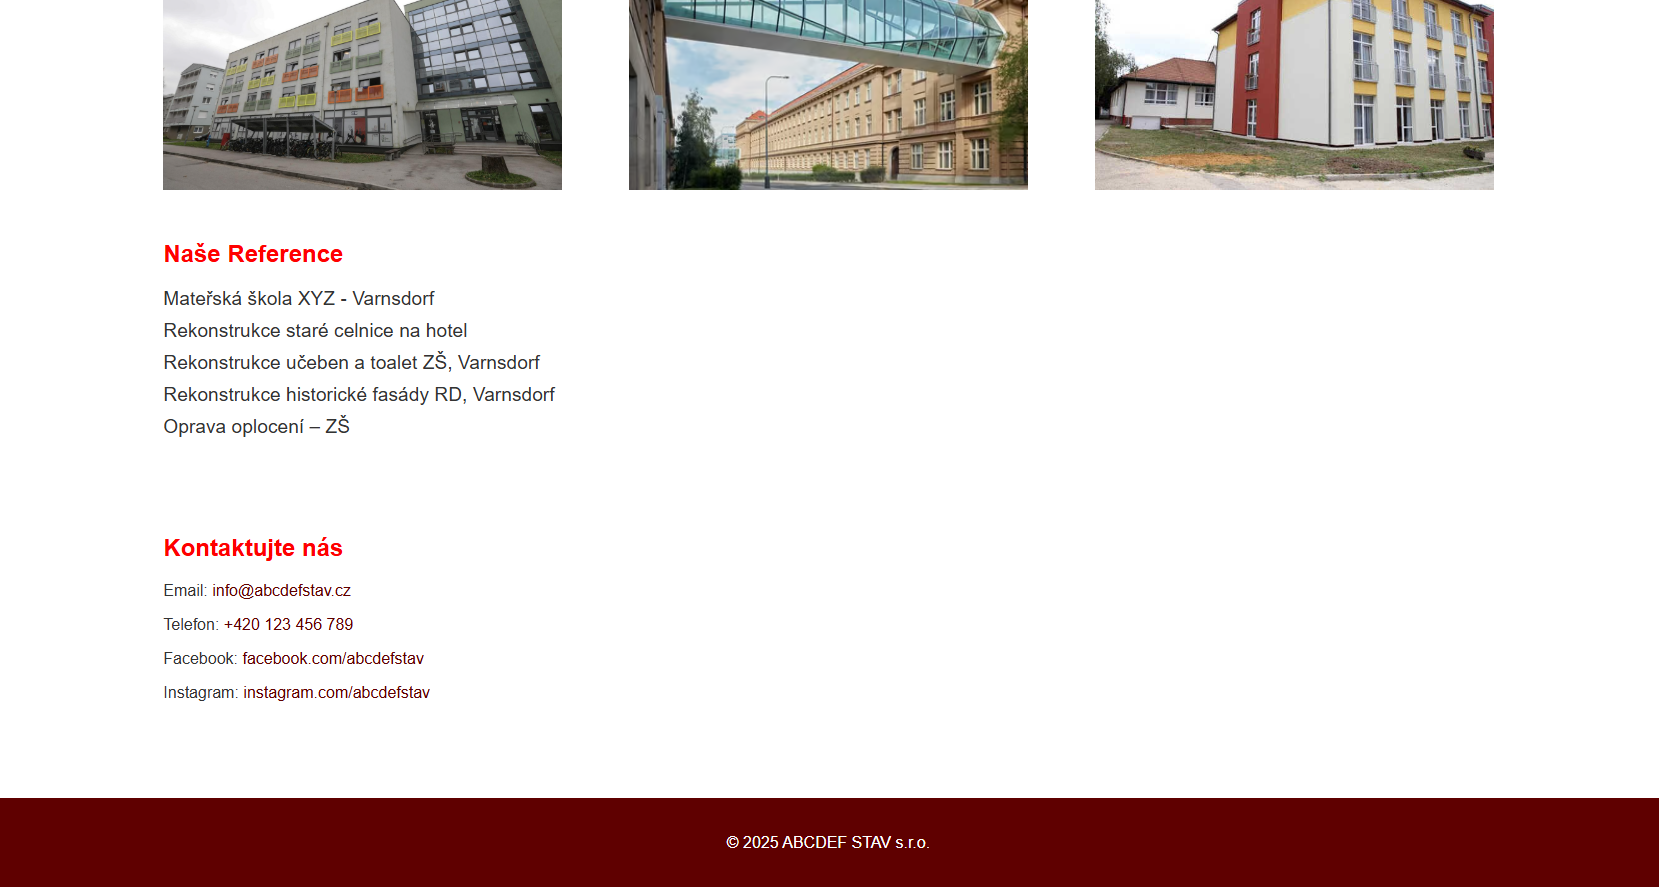 Naše Reference
Mateřská škola XYZ - Varnsdorf
Rekonstrukce staré celnice na hotel
Rekonstrukce učeben a toalet ZŠ, Varnsdorf
Rekonstrukce historické fasády RD, Varnsdorf
Oprava oplocení – ZŠ
Kontaktujte nás
Email: info@abcdefstav.cz
Telefon: +420 123 456 789
Facebook: facebook.com/abcdefstav
Instagram: instagram.com/abcdefstav
© 2025 ABCDEF STAV s.r.o.